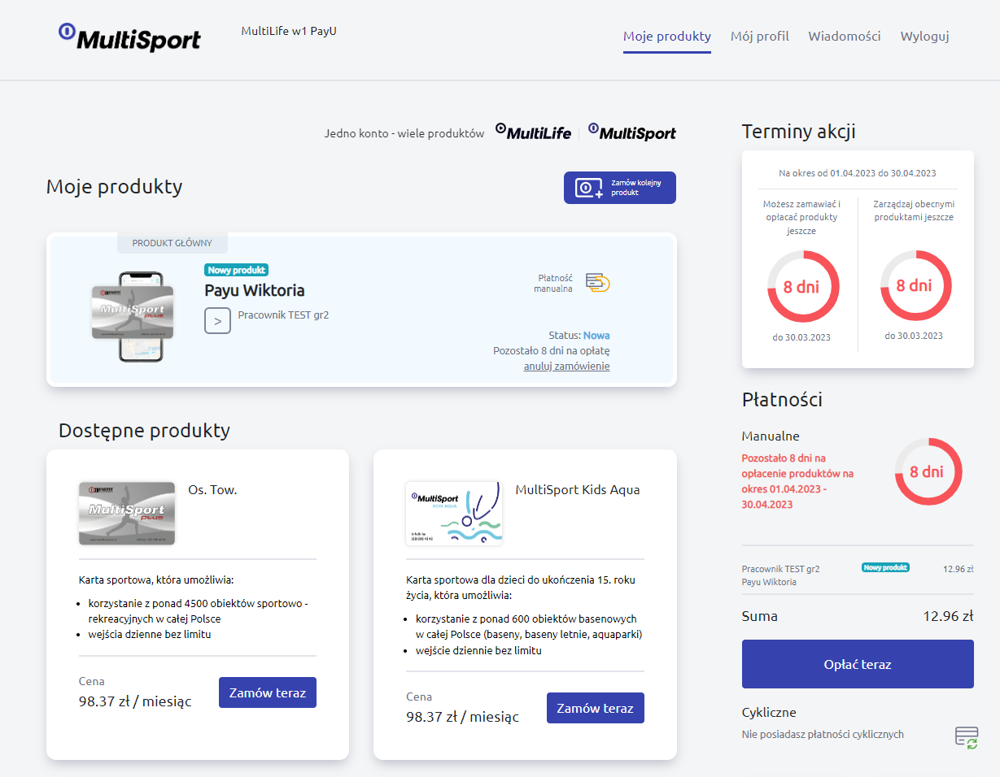 MultiSport
MultiLife w1 PayU
Moje produkty
Mój profil
Wiadomości
Wyloguj
Jedno konto - wiele produktów
MultiLife
MultiSport
Moje produkty
Zamów kolejny
produkt
PRODUKT GŁÓWNY
MultiSport
PLUS
Nowy produkt
Payu Wiktoria
>
Pracownik TEST gr2
Płatność
manualna
Status: Nowa
Pozostało 8 dni na opłatę
anuluj zamówienie
Dostępne produkty
MultiSport
PLUS
Os. Tow.
Karta sportowa, która umożliwia:
korzystanie z ponad 4500 obiektów sportowo -
rekreacyjnych w całej Polsce
wejścia dzienne bez limitu
Cena
98.37 zł / miesiąc
Zamów teraz
MultiSport
KIDS AQUA
MultiSport Kids Aqua
Karta sportowa dla dzieci do ukończenia 15. roku
życia, która umożliwia:
korzystanie z ponad 600 obiektów basenowych
w całej Polsce (baseny, baseny letnie, aquaparki)
wejście dziennie bez limitu
Cena
98.37 zł / miesiąc
Zamów teraz
Terminy akcji
Na okres od 01.04.2023 do 30.04.2023
Możesz zamawiać i
opłacać produkty
jeszcze
8 dni
do 30.03.2023
Zarządzaj obecnymi
produktami jeszcze
8 dni
do 30.03.2023
Płatności
Manualne
Pozostało 8 dni na
opłacenie produktów na
okres 01.04.2023 -
30.04.2023
8 dni
Pracownik TEST gr2
Payu Wiktoria
Nowy produkt
12.96 zł
Suma
12.96 zł
Opłać teraz
Cykliczne
Nie posiadasz płatności cyklicznych